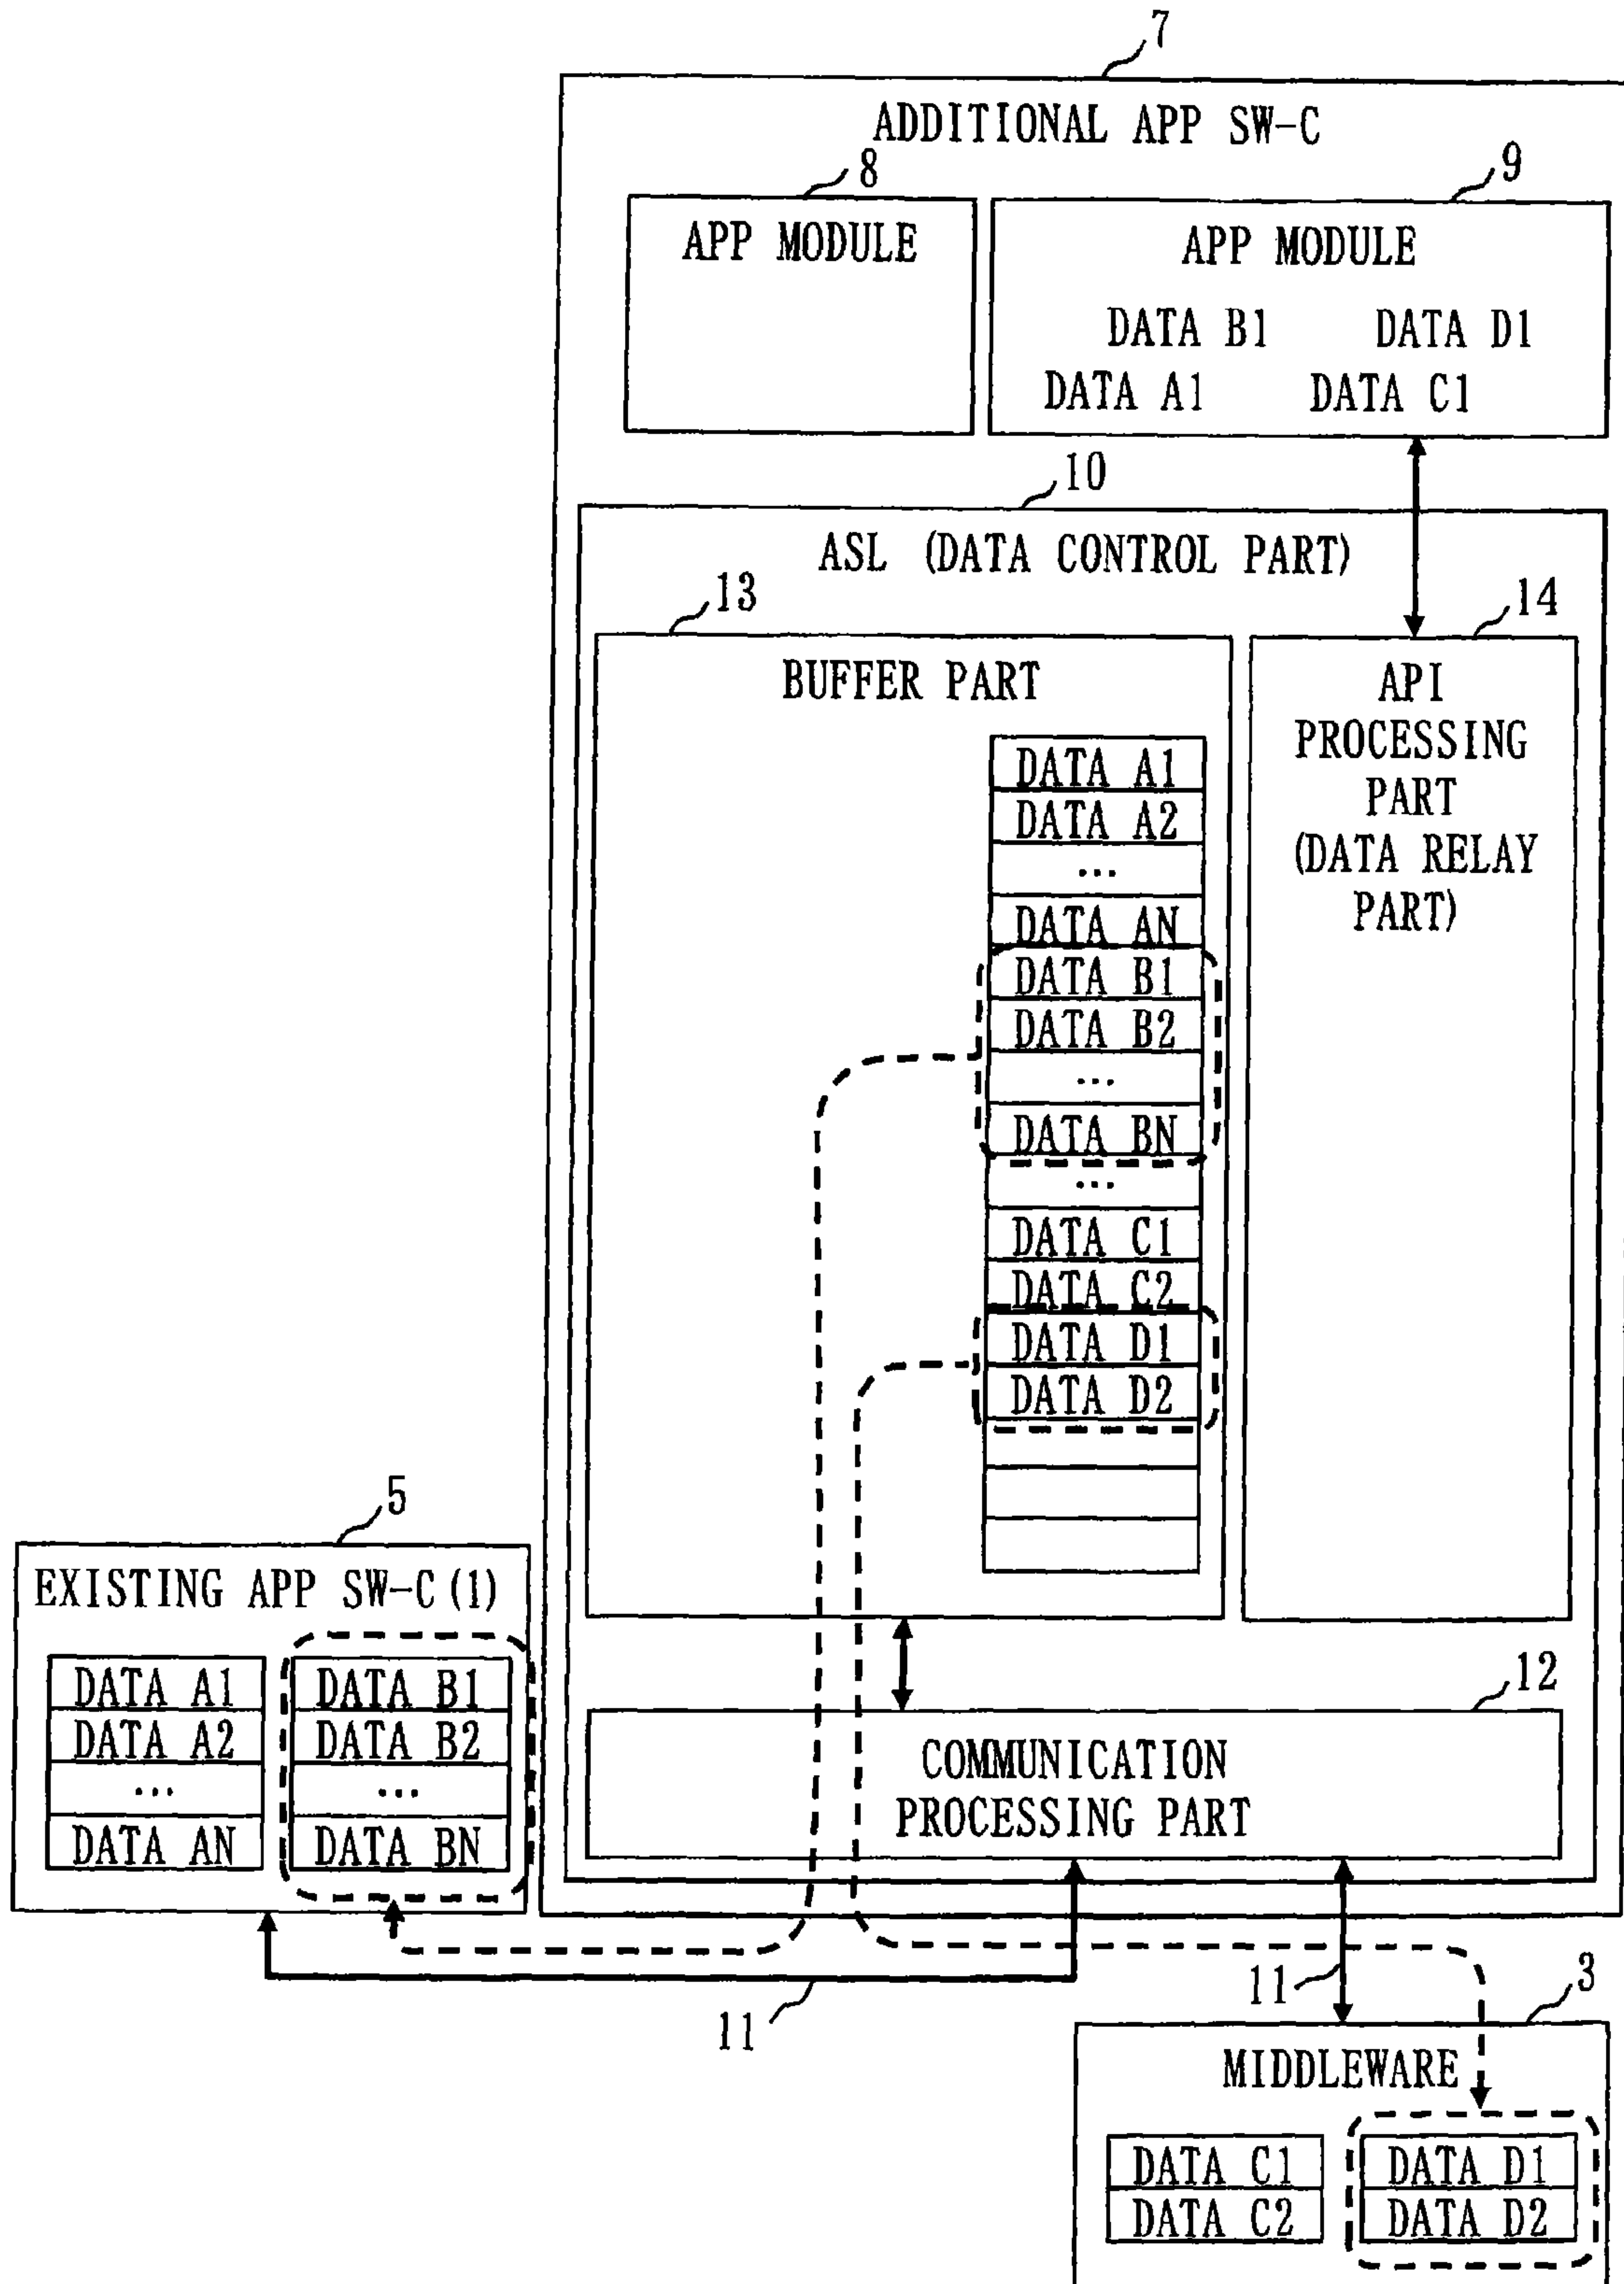 7
ADDITIONAL APP SW-C
8
9
APP MODULE
APP MODULE
DATA B1
DATA D1
DATA A1
DATA C1
10
ASL (DATA CONTROL PART)
13
14
BUFFER PART
API
PROCESSING
PART
(DATA RELAY
PART)
DATA A1
DATA A2
...
DATA AN
DATA B1
DATA B2
...
DATA BN
...
DATA C1
DATA C2
DATA D1
DATA D2
5
EXISTING APP SW-C(1)
DATA A1
DATA A2
...
DATA AN
DATA B1
DATA B2
...
DATA BN
12
COMMUNICATION
PROCESSING PART
11
11
3
MIDDLEWARE
DATA C1
DATA C2
DATA D1
DATA D2